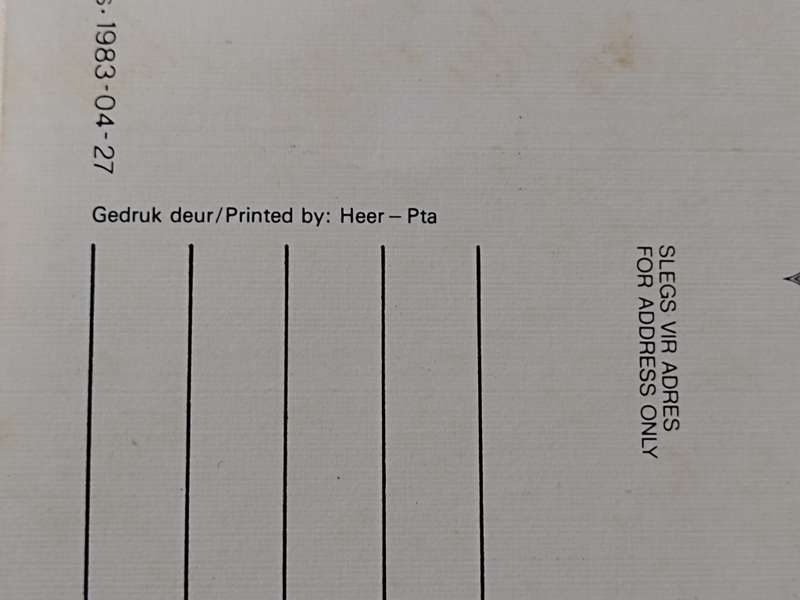 Gedruk deur/Printed by: Heer – Pta
SLEGS VIR ADRES
FOR ADDRESS ONLY
1983-04-27